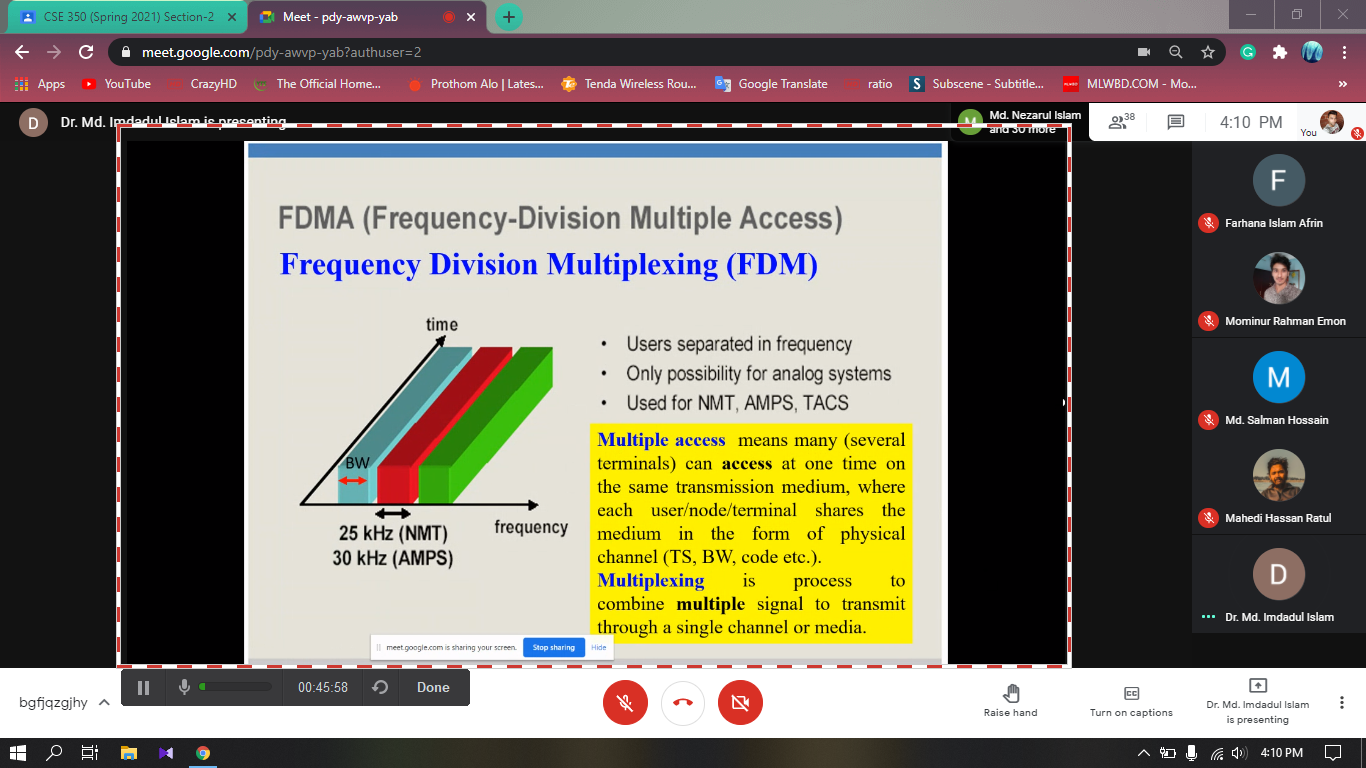 CSE 350 (Spring 2021) Section-2
Meet - pdy-awvp-yab
meet.google.com/pdy-awvp-yab?authuser=2
Apps YouTube CrazyHD The Official Home... Prothom Alo | Lates... Tenda Wireless Rou... Google Translate ratio Subscene - Subtitle... MLWBD.COM - Mo... »
D Dr. Md. Imdadul Islam is presenting
M Md. Nezarul Islam
and 30 more
38
4:10 PM
You
FDMA (Frequency-Division Multiple Access)
Frequency Division Multiplexing (FDM)
time
BW
frequency
25 kHz (NMT)
30 kHz (AMPS)
• Users separated in frequency
• Only possibility for analog systems
• Used for NMT, AMPS, TACS
Multiple access means many (several
terminals) can access at one time on
the same transmission medium, where
each user/node/terminal shares the
medium in the form of physical
channel (TS, BW, code etc.).
Multiplexing is process to
combine multiple signal to transmit
through a single channel or media.
meet.google.com is sharing your screen. Stop sharing Hide
F
Farhana Islam Afrin
Mominur Rahman Emon
M
Md. Salman Hossain
Mahedi Hassan Ratul
D
Dr. Md. Imdadul Islam
bgfjqzgjhy
00:45:58 Done
Raise hand
Turn on captions
Dr. Md. Imdadul Islam
is presenting
4:10 PM